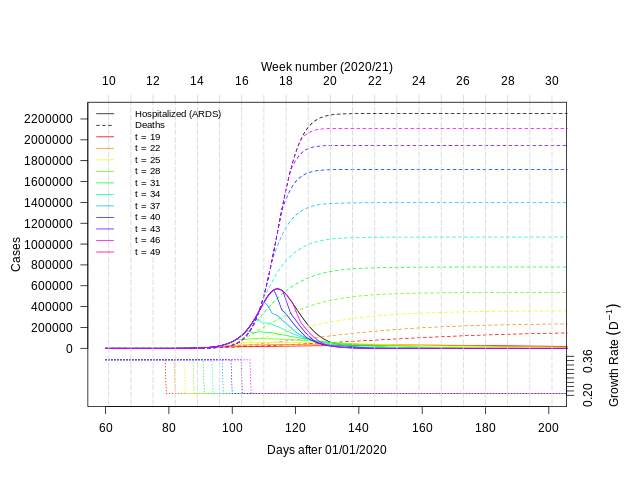 Week number (2020/21)
10 12 14 16 18 20 22 24 26 28 30
Cases
2200000
2000000
1800000
1600000
1400000
1200000
1000000
800000
600000
400000
200000
0
Hospitalized (ARDS)
Deaths
t = 19
t = 22
t = 25
t = 28
t = 31
t = 34
t = 37
t = 40
t = 43
t = 46
t = 49
0.36
0.20
Growth Rate (D⁻¹)
60 80 100 120 140 160 180 200
Days after 01/01/2020